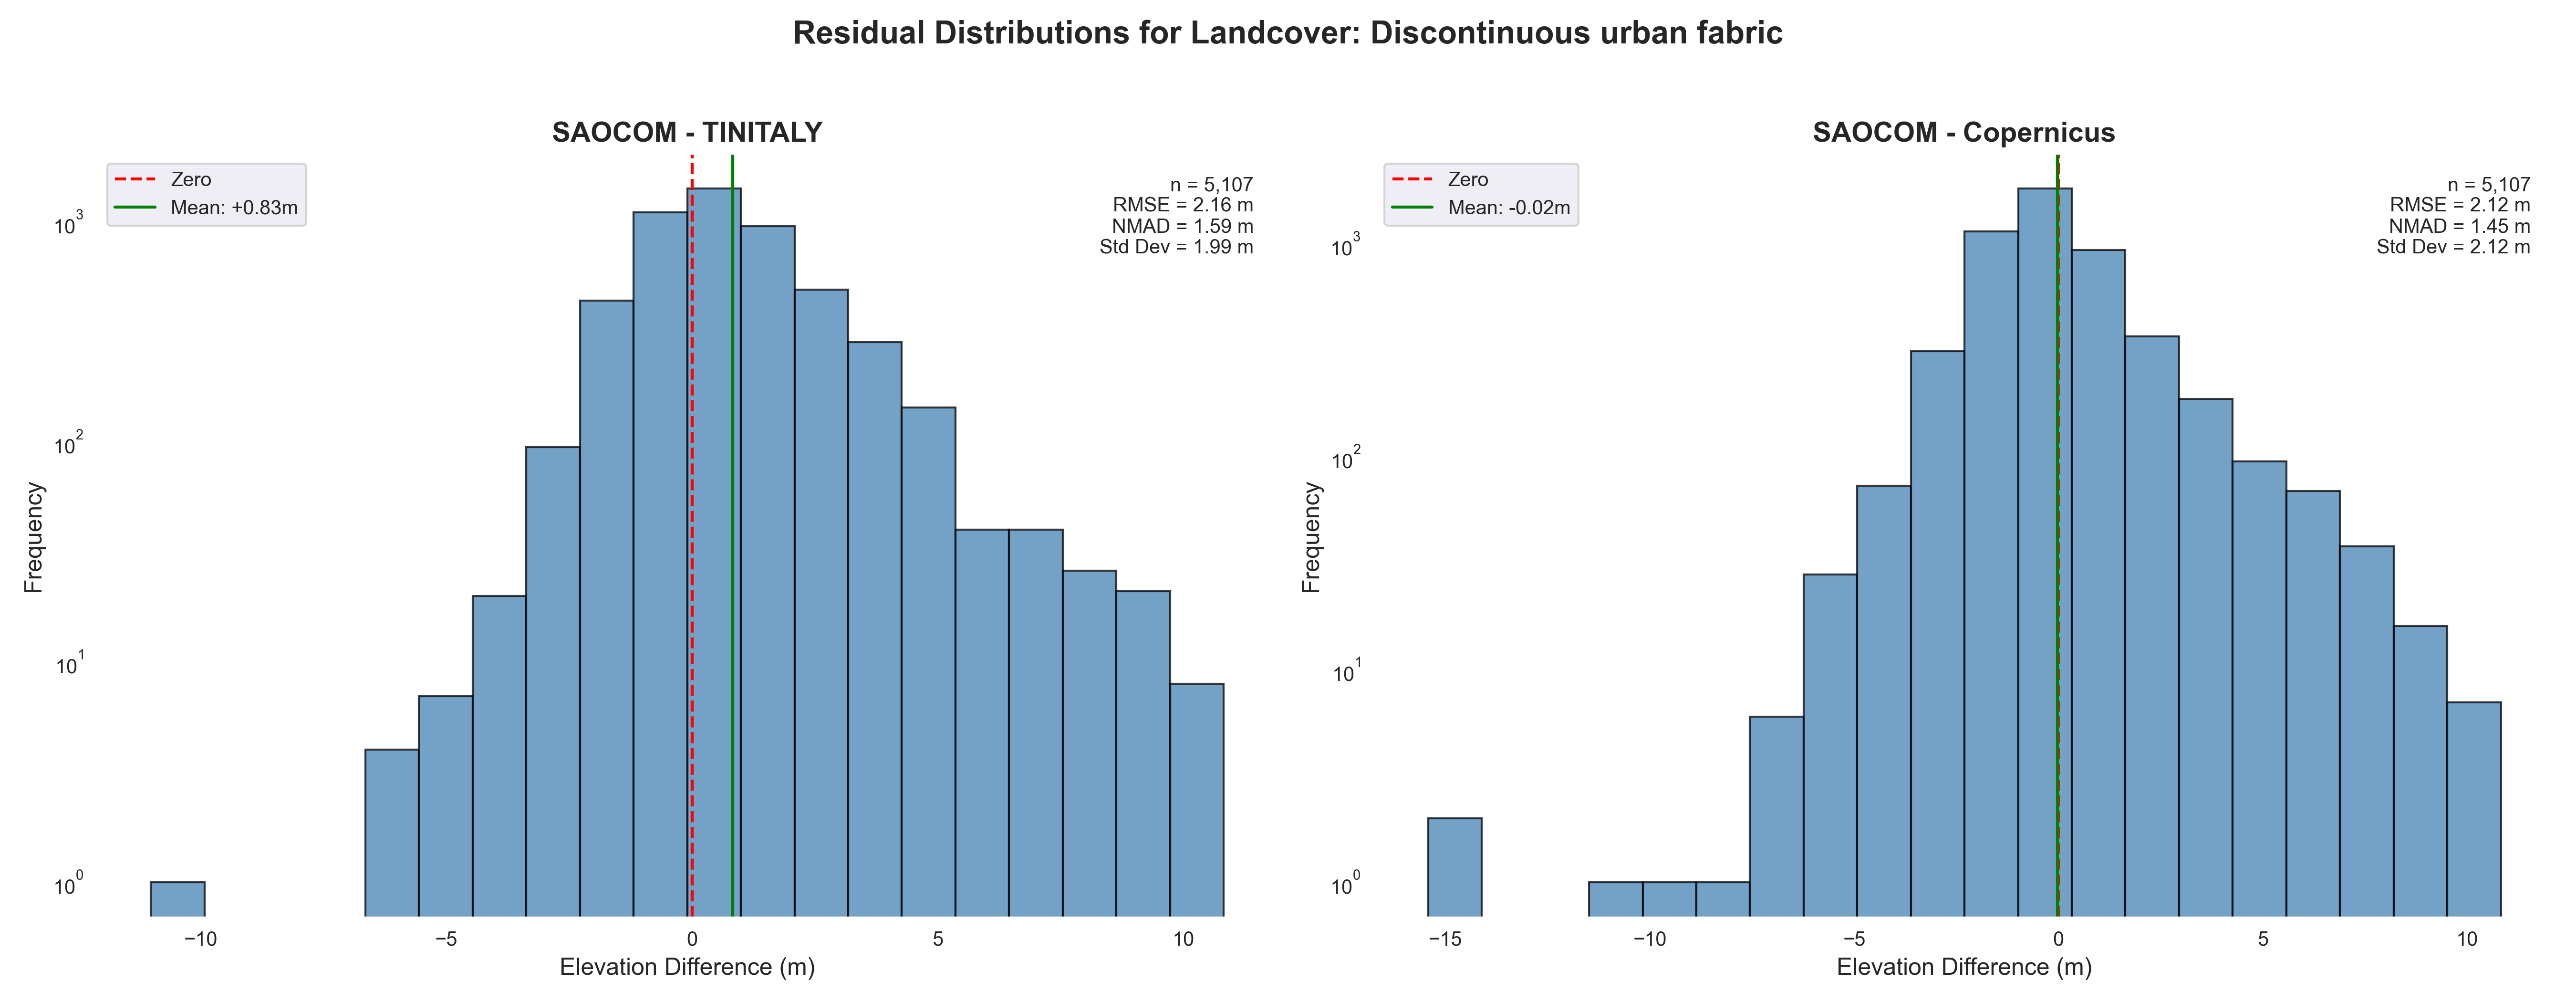 Residual Distributions for Landcover: Discontinuous urban fabric
SAOCOM - TINITALY
Zero
Mean: +0.83m
n = 5,107
RMSE = 2.16 m
NMAD = 1.59 m
Std Dev = 1.99 m
10³
10²
10¹
10⁰
Frequency
−10
−5
0
5
10
Elevation Difference (m)
SAOCOM - Copernicus
Zero
Mean: -0.02m
n = 5,107
RMSE = 2.12 m
NMAD = 1.45 m
Std Dev = 2.12 m
10³
10²
10¹
10⁰
Frequency
−15
−10
−5
0
5
10
Elevation Difference (m)